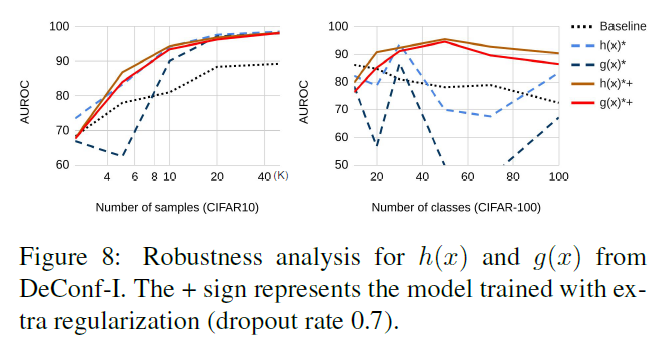 100
90
80
70
60
AUROC
4 6 8 10 20 40 (K)
Number of samples (CIFAR10)
100
90
80
70
60
50
AUROC
20 40 60 80 100
Number of classes (CIFAR-100)
Baseline
h(x)*
g(x)*
h(x)*+
g(x)*+
Figure 8: Robustness analysis for h(x) and g(x) from
DeConf-I. The + sign represents the model trained with ex-
tra regularization (dropout rate 0.7).